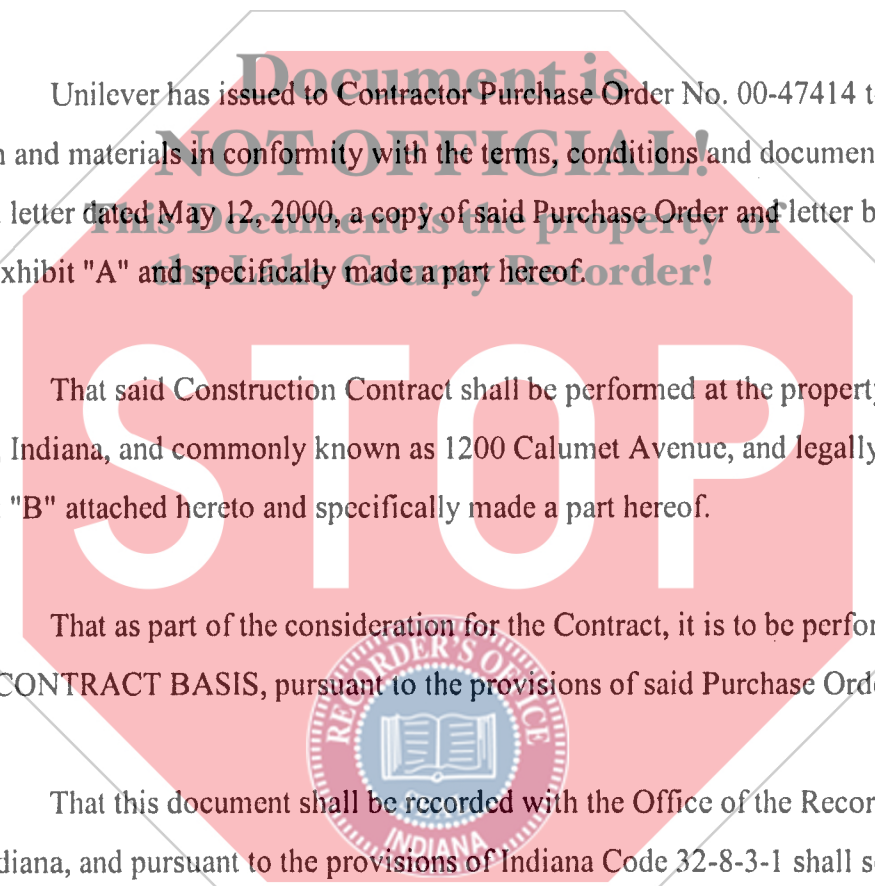 Document is
Unilever has issued to Contractor Purchase Order No. 00-47414 t
NOT OFFICIAL!
and materials in conformity with the terms, conditions and documen
This Document is the property of
letter dated May 12, 2000, a copy of said Purchase Order and letter b
the Lake County Recorder!
xhibit "A" and specifically made a part hereof.
STOP
That said Construction Contract shall be performed at the property
Indiana, and commonly known as 1200 Calumet Avenue, and legally
"B" attached hereto and specifically made a part hereof.
That as part of the consideration for the Contract, it is to be perfor
CONTRACT BASIS, pursuant to the provisions of said Purchase Orde
RECORDER'S OFFICE
SEAL
INDIANA
That this document shall be recorded with the Office of the Recor
diana, and pursuant to the provisions of Indiana Code 32-8-3-1 shall s